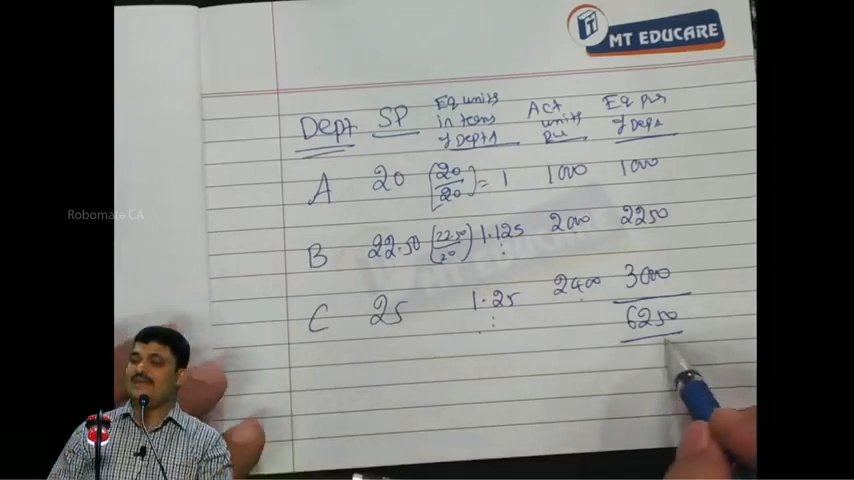 MT EDUCARE
Dept SP Eq units in terms of Dept A Act units pur Eq pur of Dept A
A 20 (20/20) = 1 1000 1000
B 22.50 (22.50/20) 1.125 2000 2250
C 25 1.25 2400 3000
6250
Robomate CA